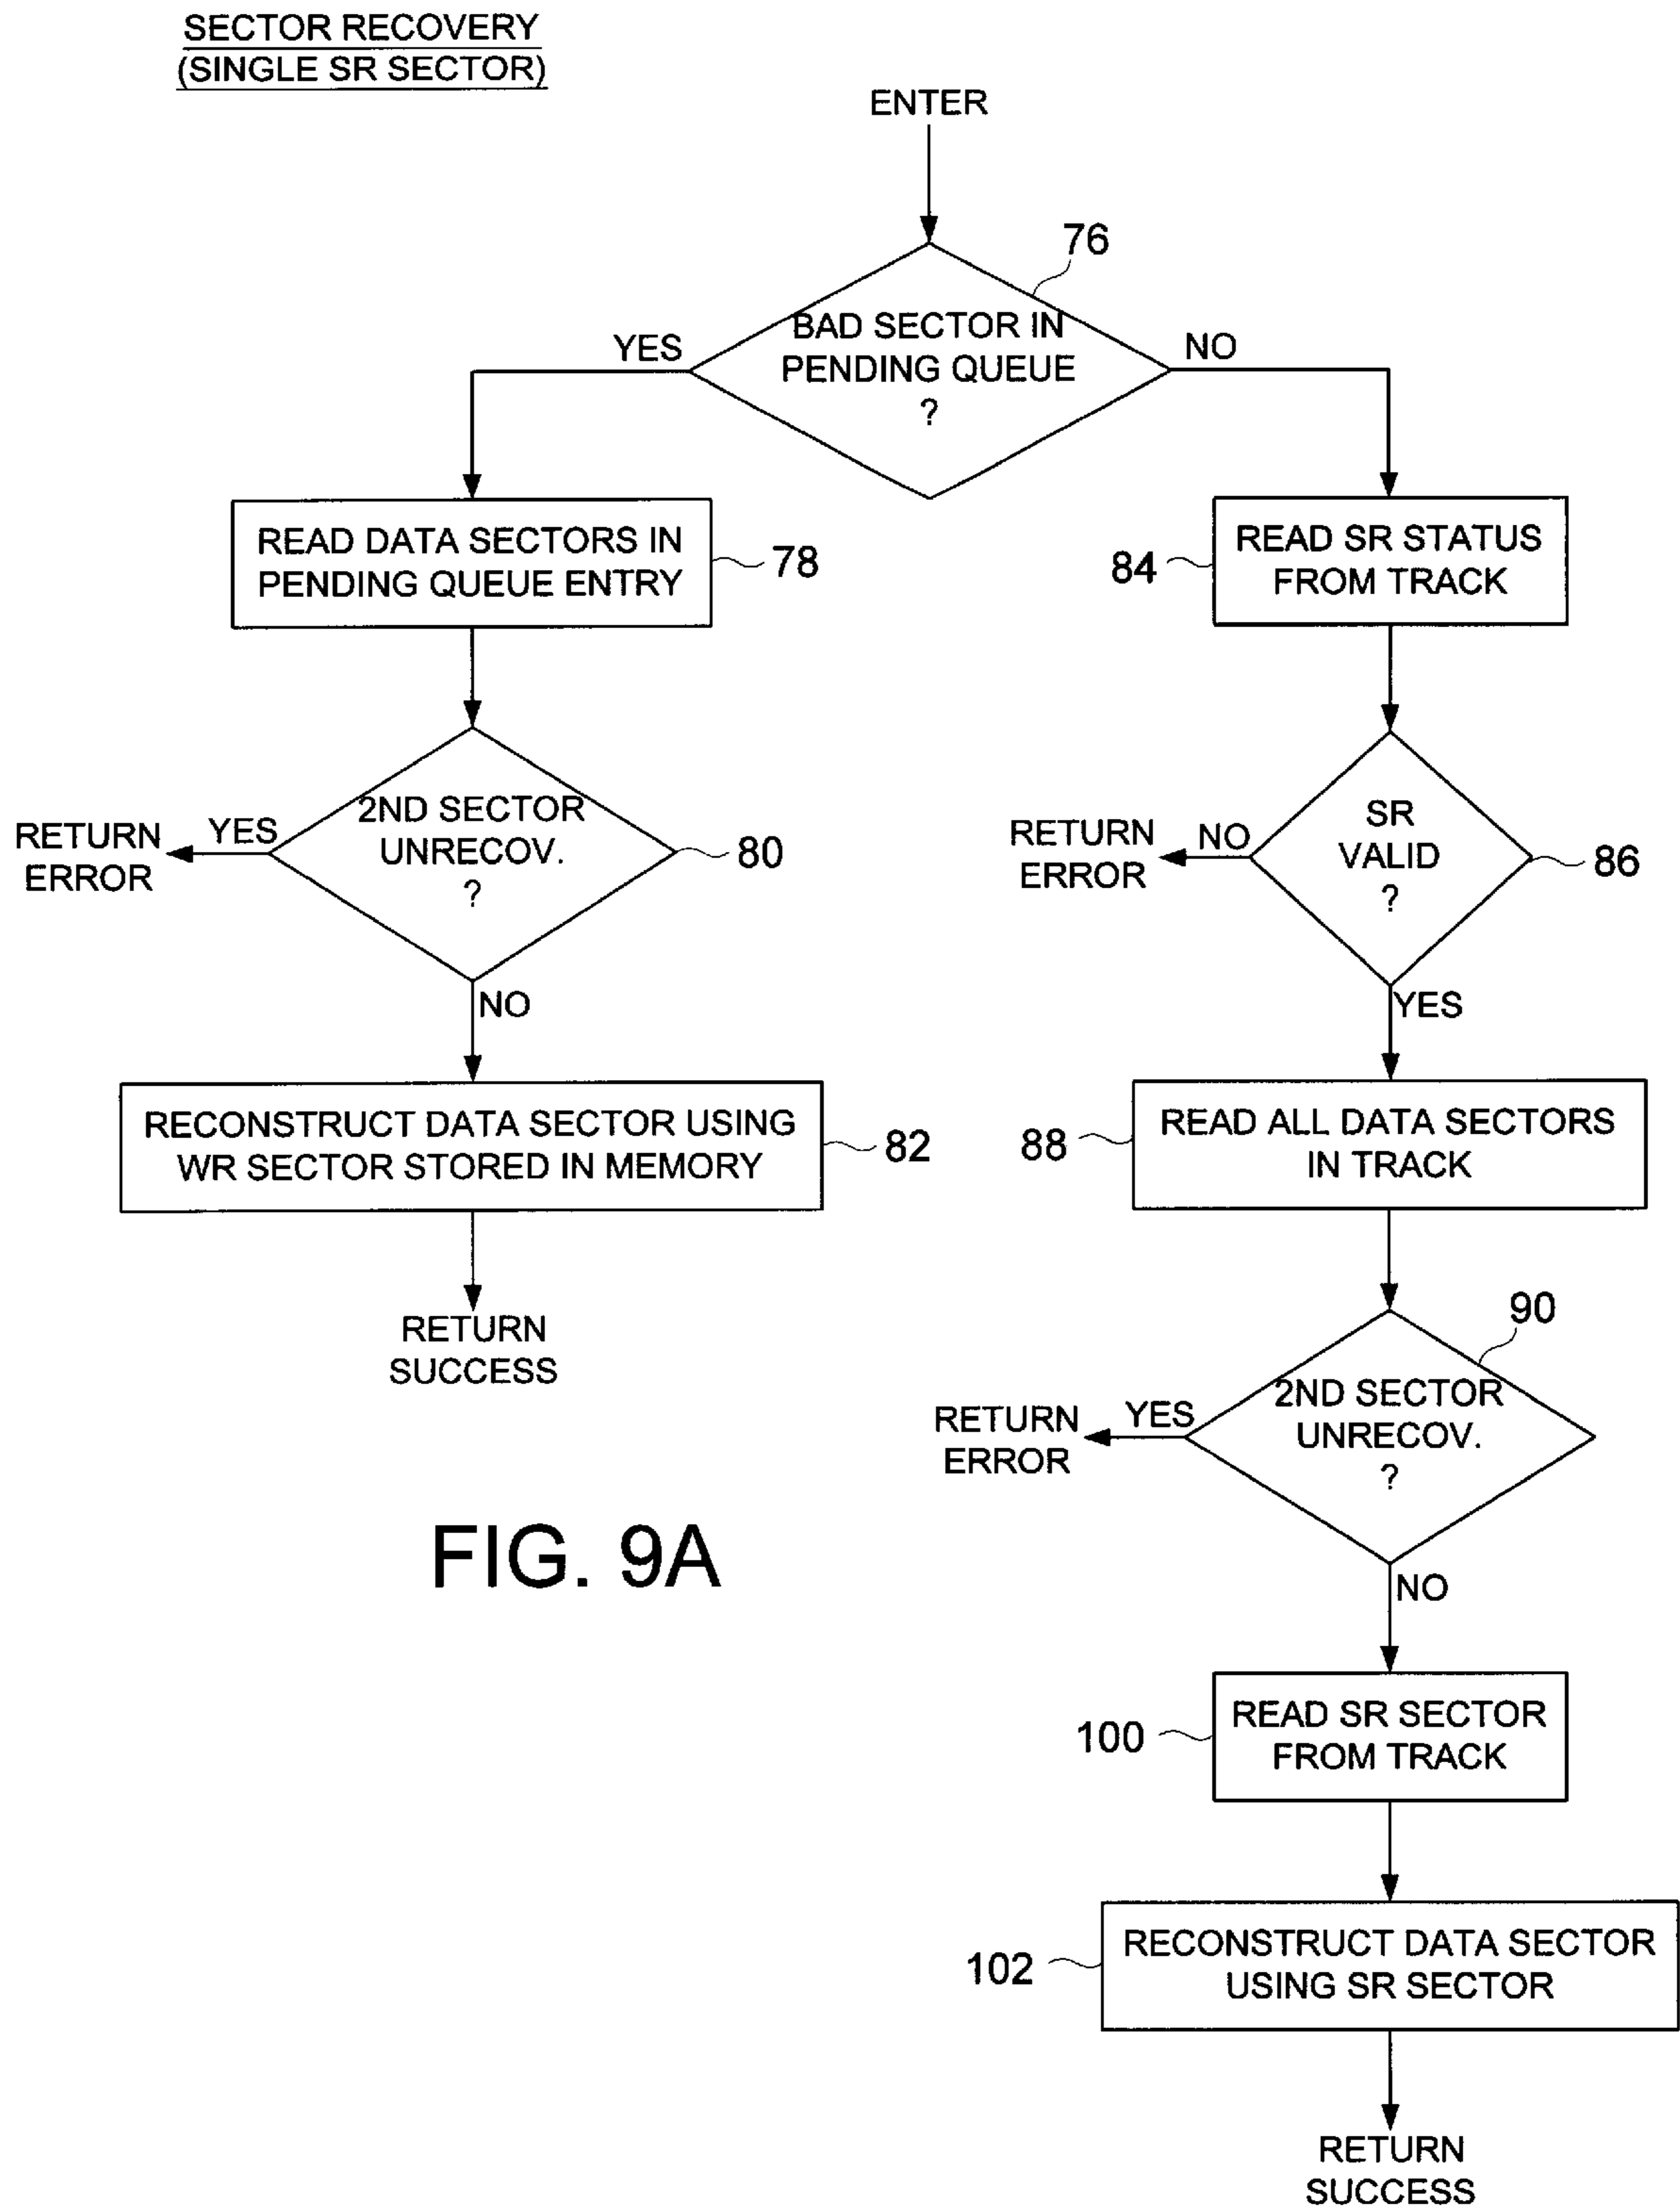 SECTOR RECOVERY
(SINGLE SR SECTOR)
ENTER
76
BAD SECTOR IN
PENDING QUEUE
?
YES
NO
READ DATA SECTORS IN
PENDING QUEUE ENTRY
78
84
READ SR STATUS
FROM TRACK
2ND SECTOR
UNRECOV.
?
80
YES
RETURN
ERROR
NO
SR
VALID
?
86
NO
RETURN
ERROR
YES
RECONSTRUCT DATA SECTOR USING
WR SECTOR STORED IN MEMORY
82
88
READ ALL DATA SECTORS
IN TRACK
RETURN
SUCCESS
90
2ND SECTOR
UNRECOV.
?
YES
RETURN
ERROR
NO
FIG. 9A
100
READ SR SECTOR
FROM TRACK
102
RECONSTRUCT DATA SECTOR
USING SR SECTOR
RETURN
SUCCESS